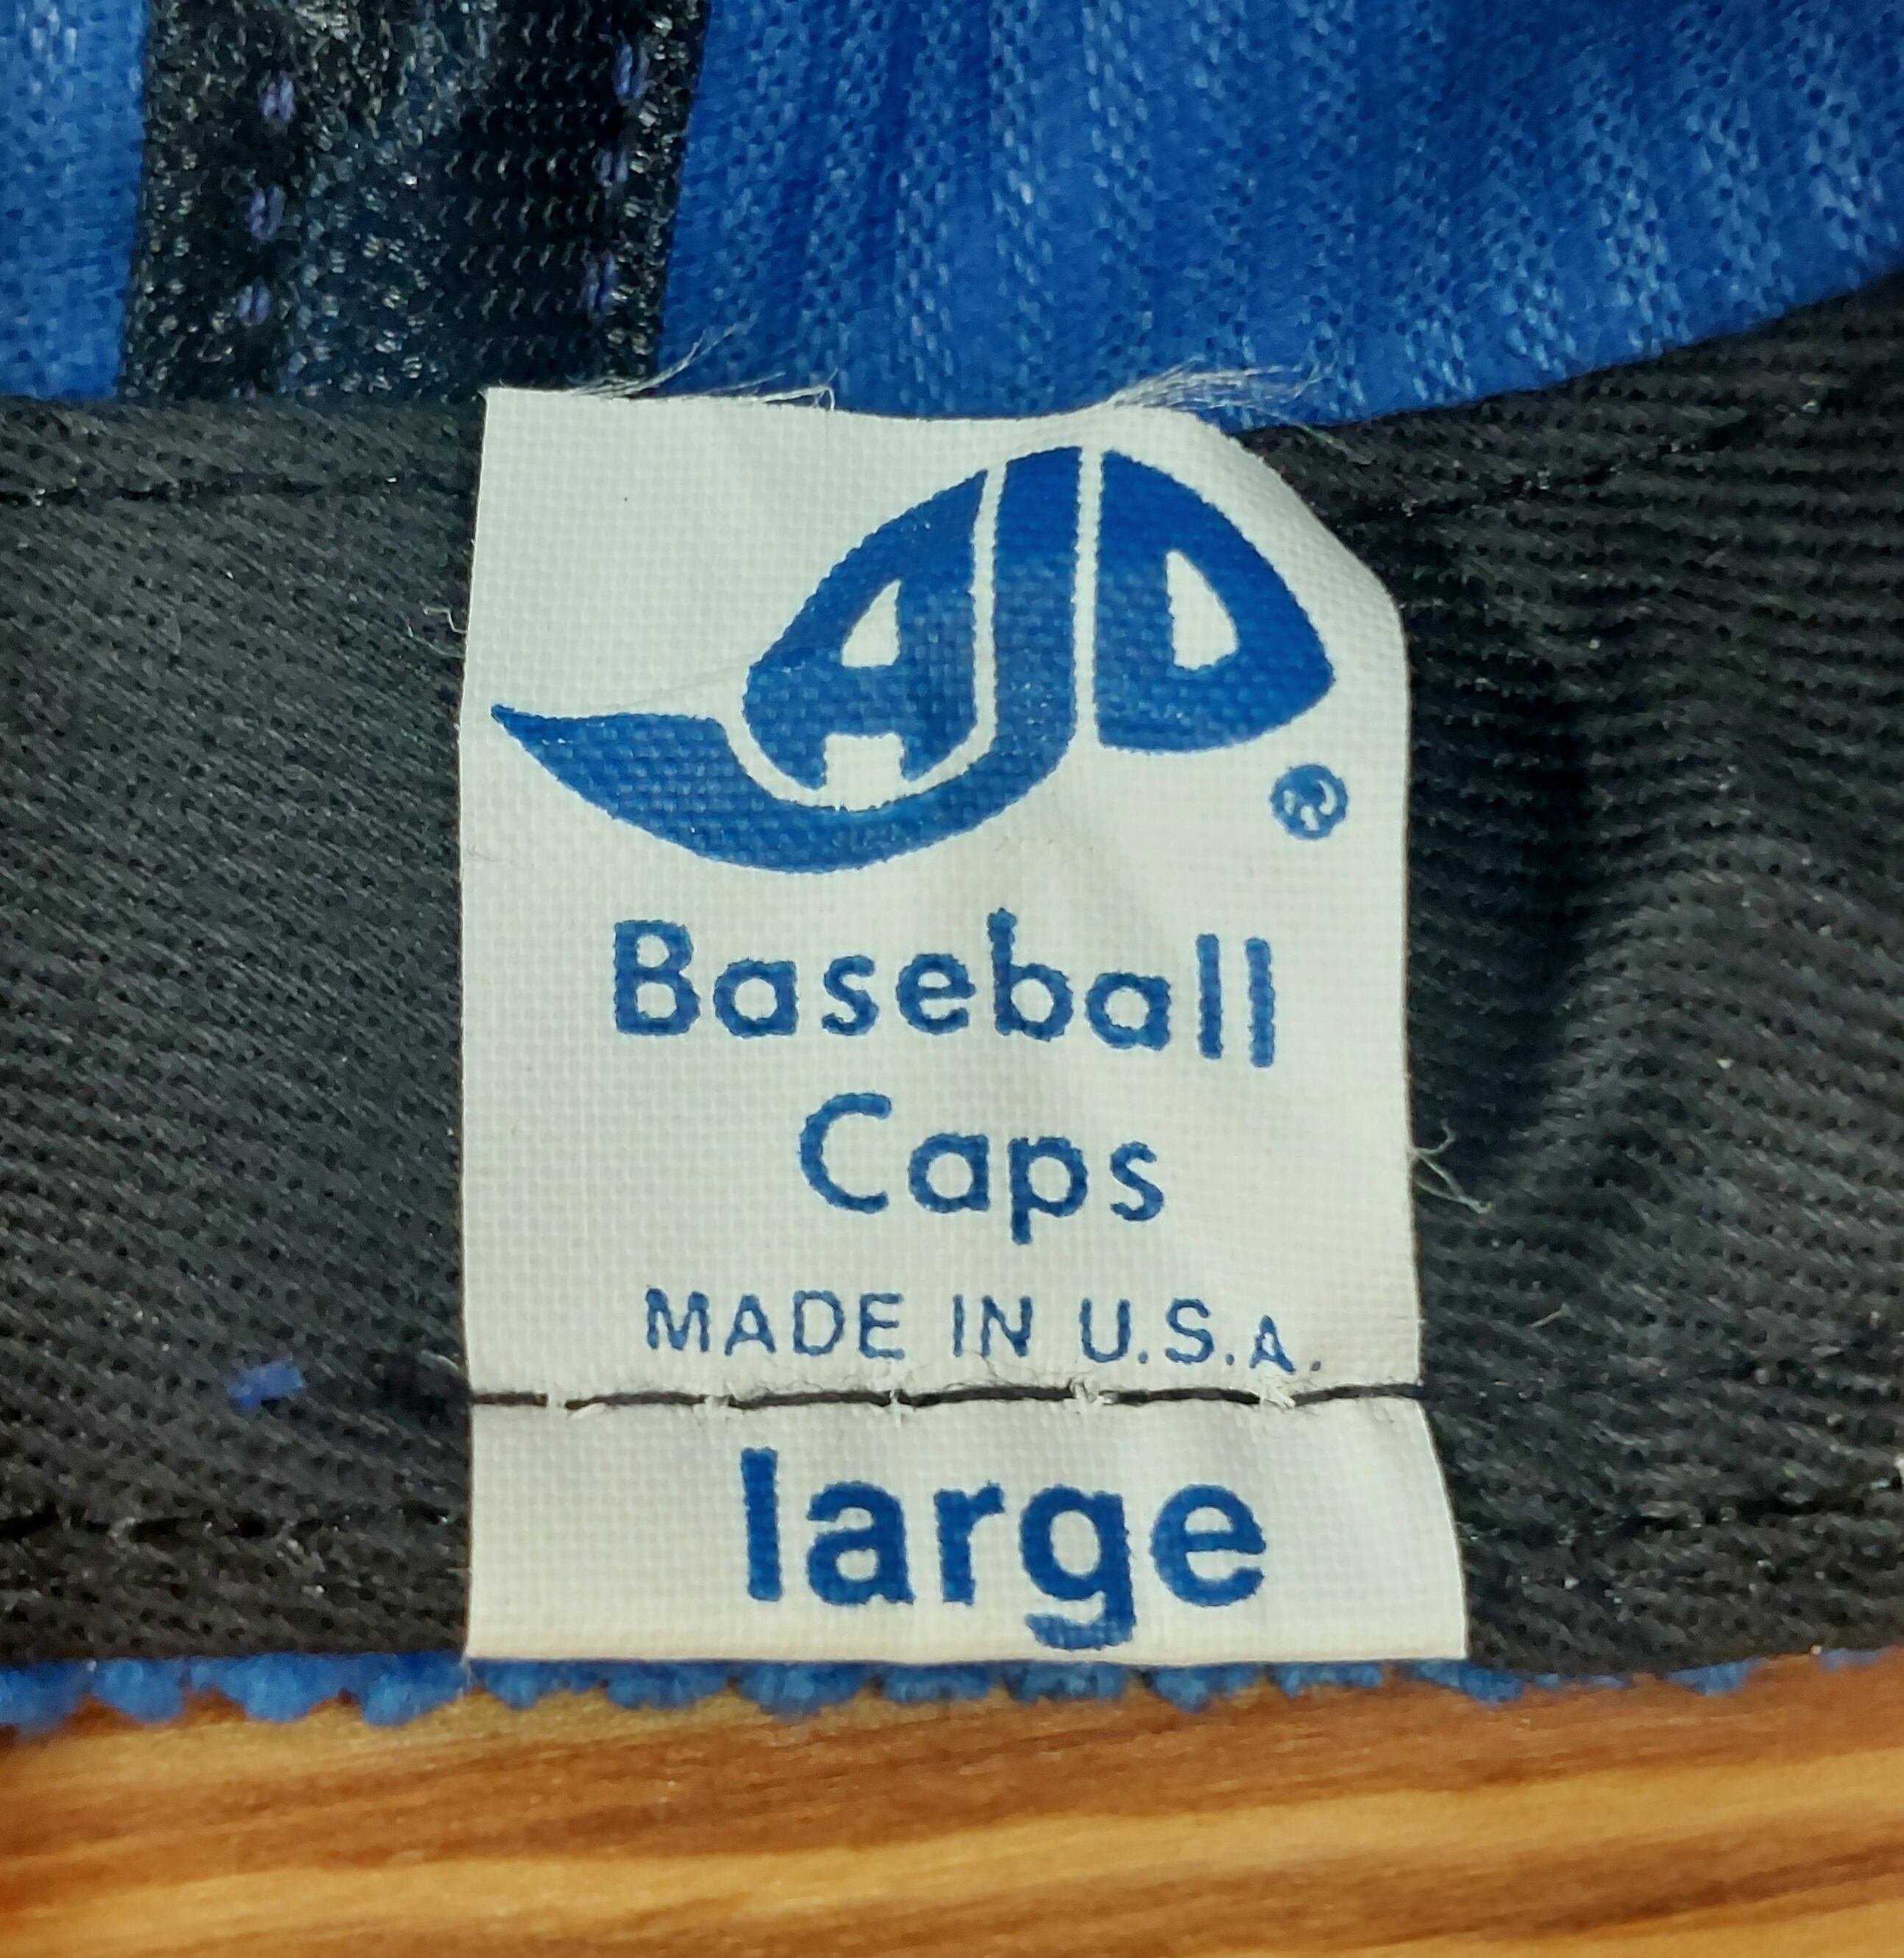 AJD
®
Baseball
Caps
MADE IN U.S.A.
large